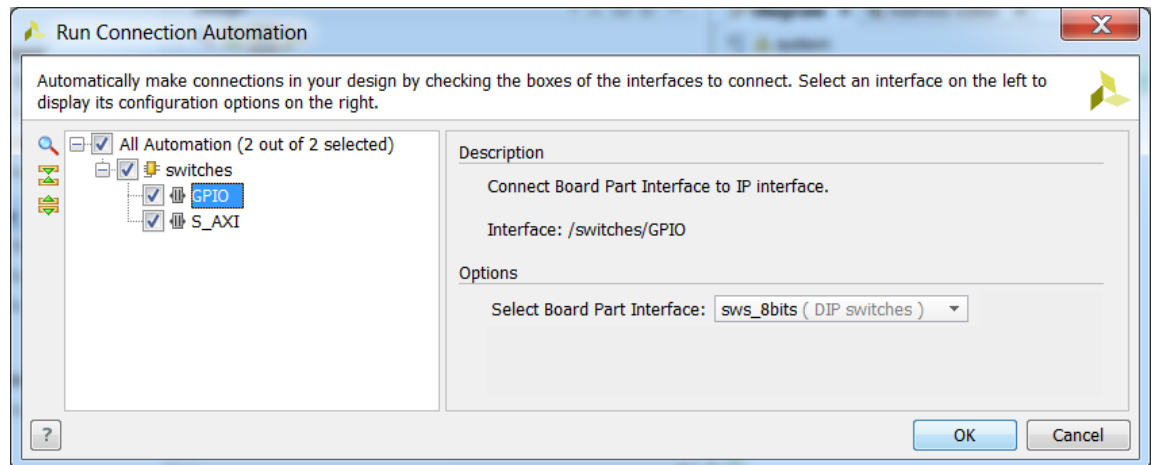 Run Connection Automation
Automatically make connections in your design by checking the boxes of the interfaces to connect. Select an interface on the left to
display its configuration options on the right.
All Automation (2 out of 2 selected)
switches
GPIO
S_AXI
Description
Connect Board Part Interface to IP interface.
Interface: /switches/GPIO
Options
Select Board Part Interface: sws_8bits ( DIP switches )
?
OK Cancel